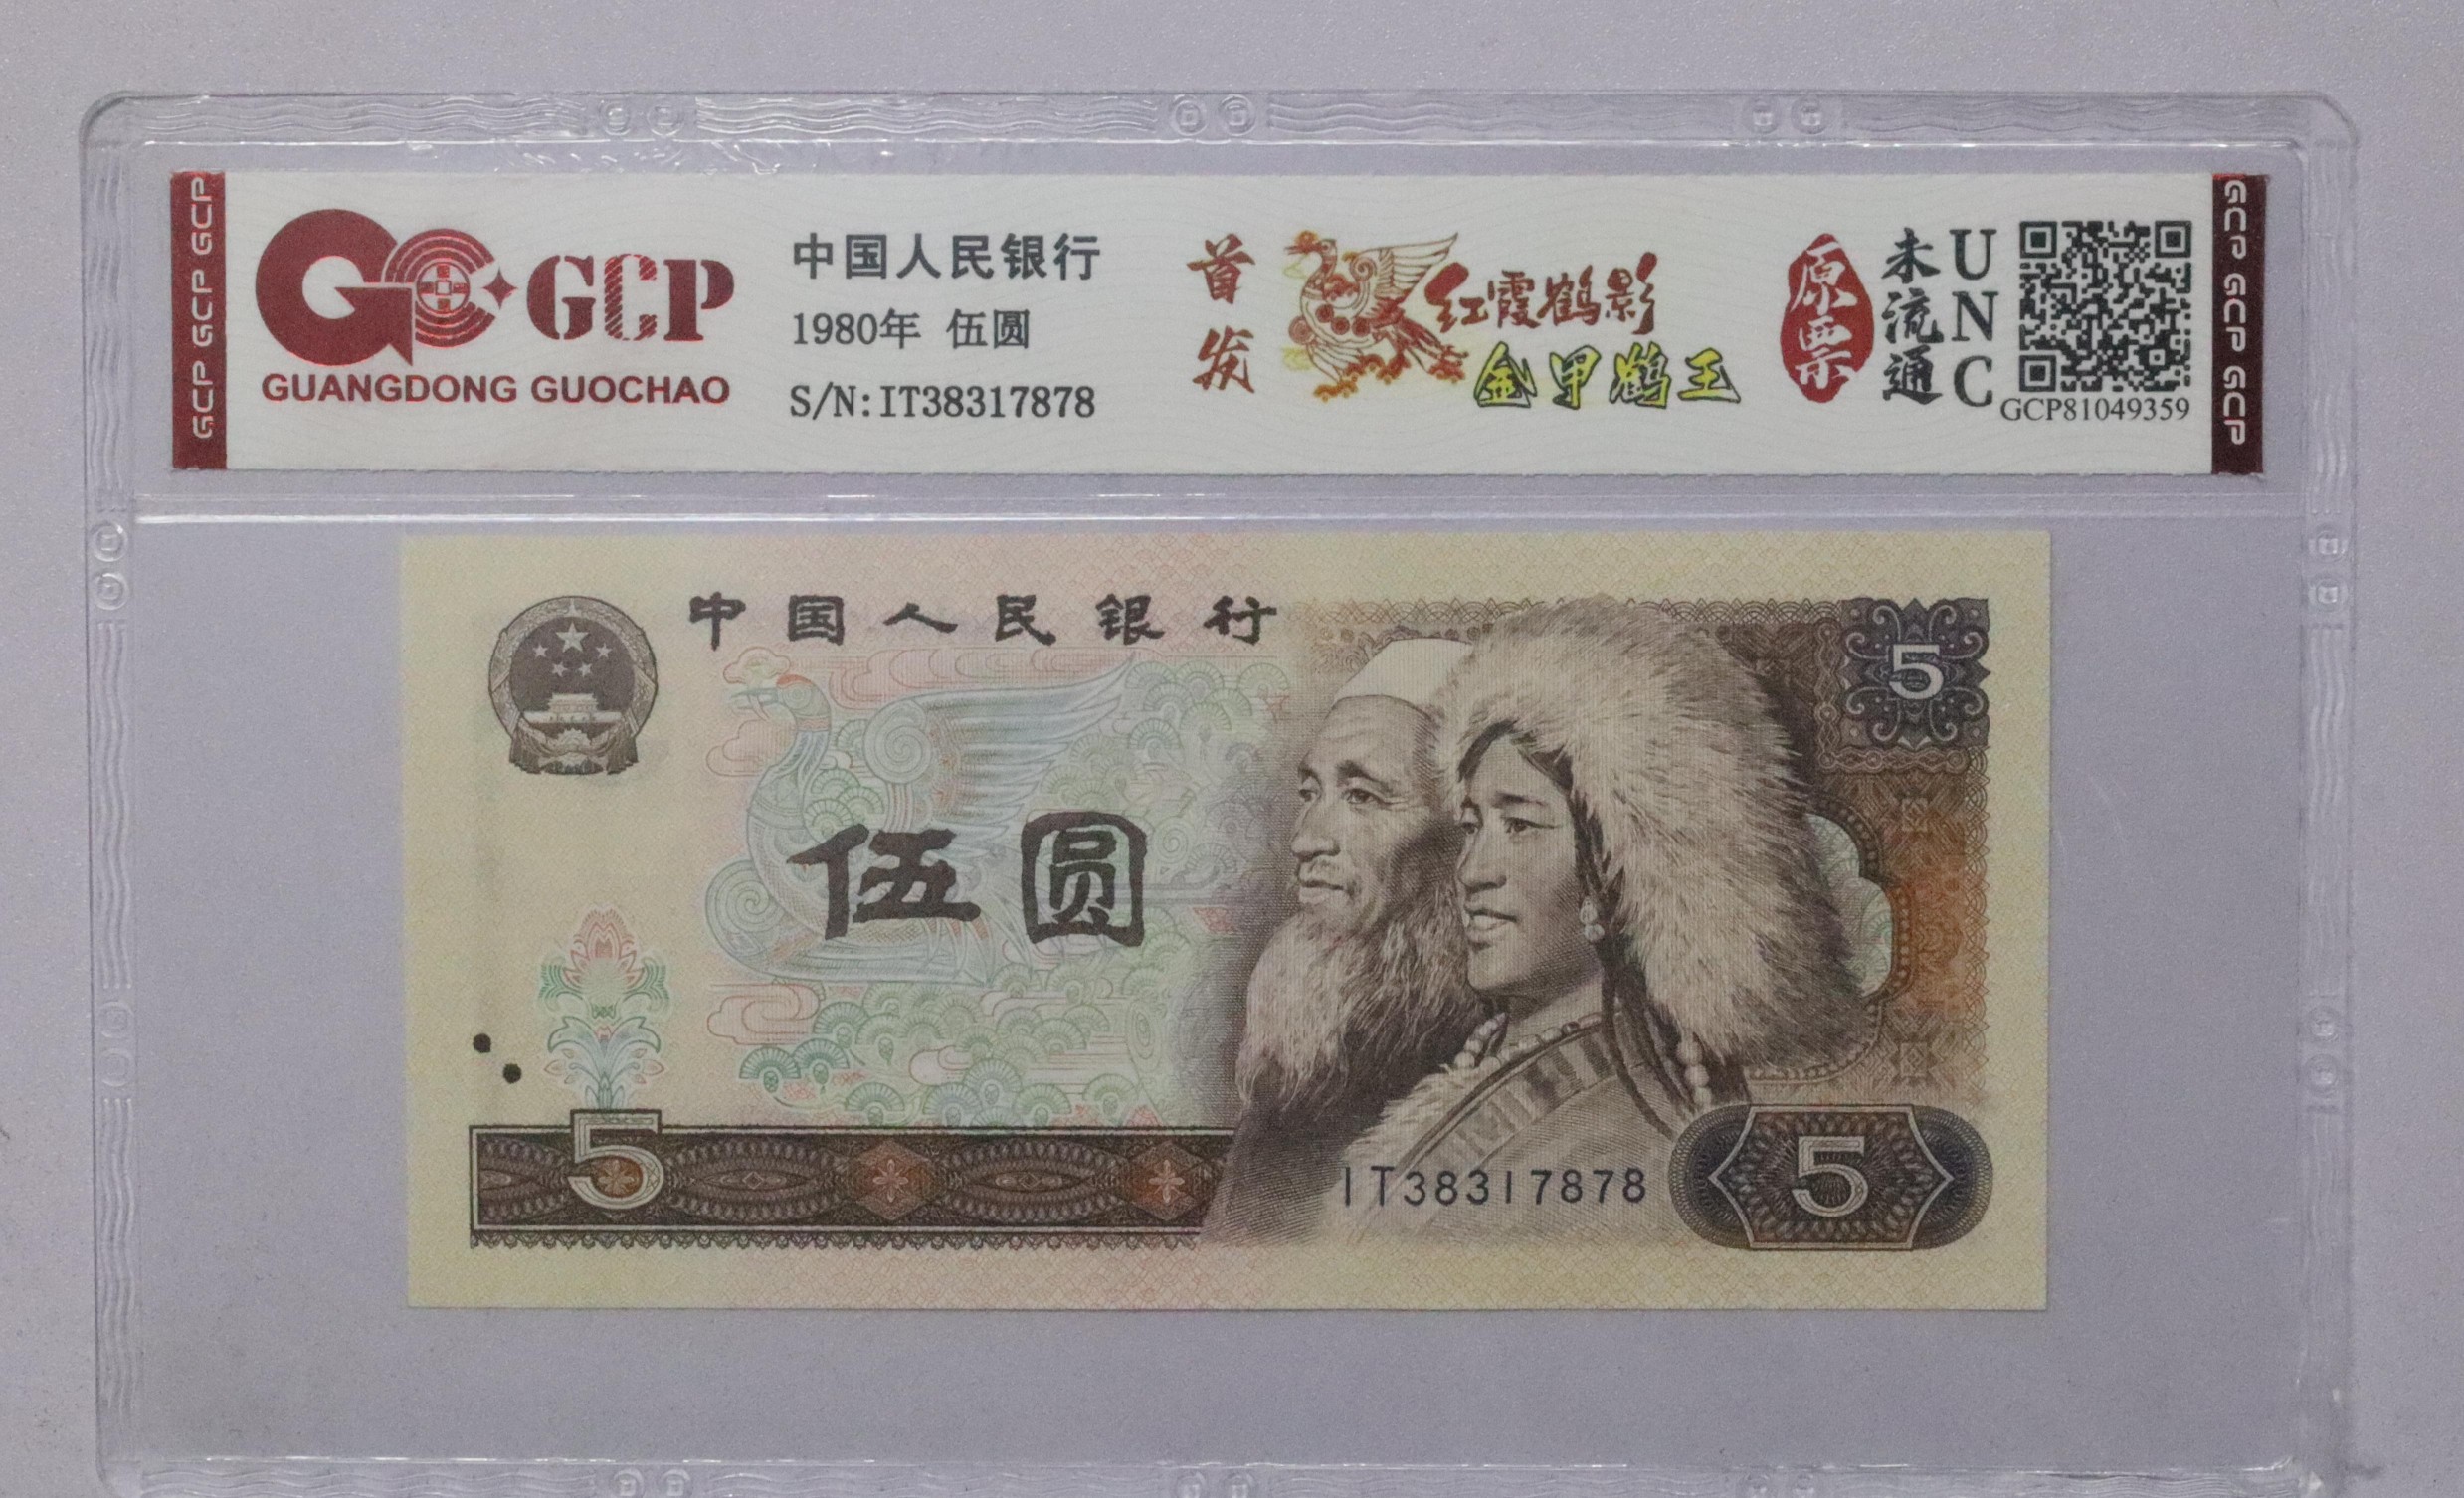 GCP GCP GCP
GCP
GUANGDONG GUOCHAO
中国人民银行
1980年 伍圆
S/N:IT38317878
首发
红霞鹤影
金甲鹤王
原票
未流通
UNC
GCP81049359
GCP GCP GCP
中国人民银行
5
伍圆
5
IT38317878
5